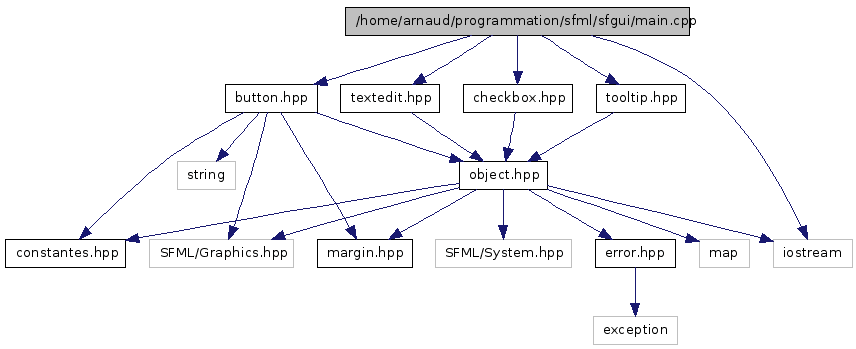 /home/arnaud/programmation/sfml/sfgui/main.cpp
button.hpp
textedit.hpp
checkbox.hpp
tooltip.hpp
string
object.hpp
constantes.hpp
SFML/Graphics.hpp
margin.hpp
SFML/System.hpp
error.hpp
map
iostream
exception